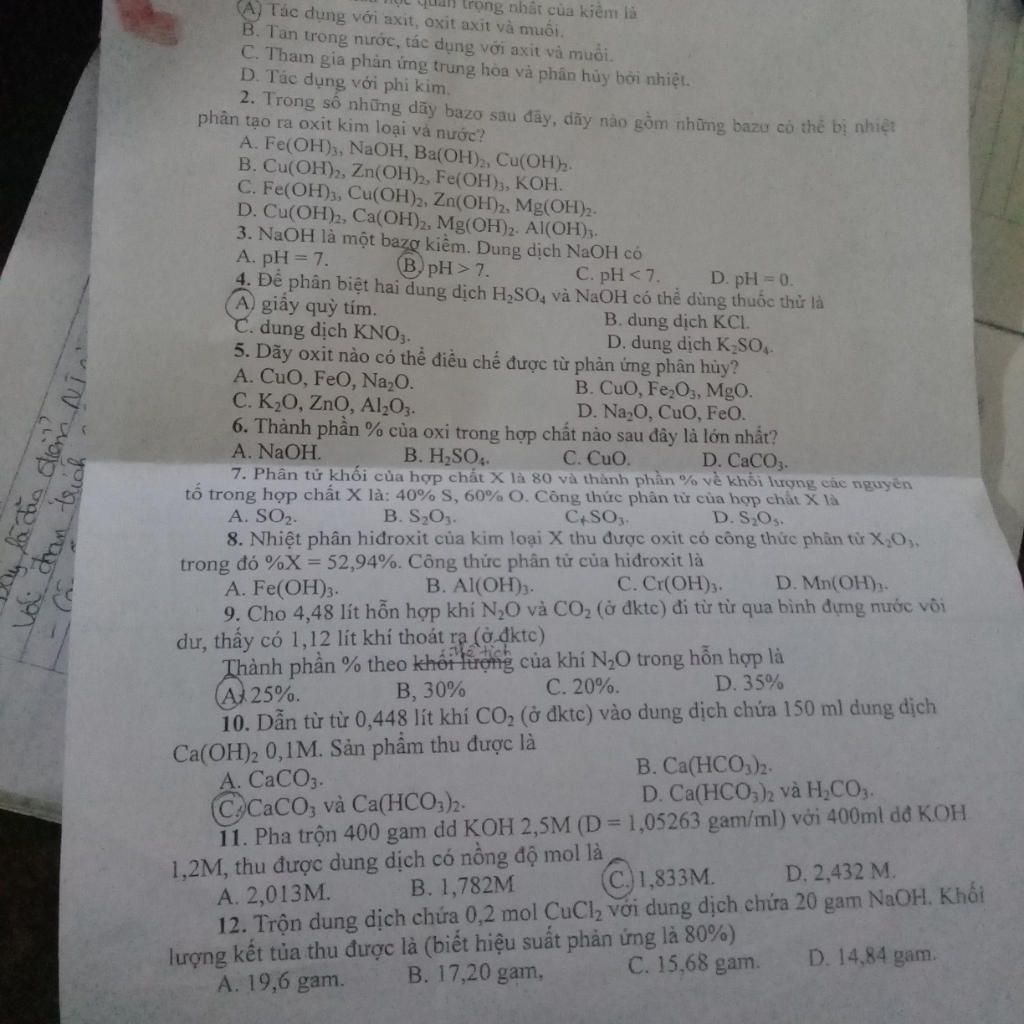 học quan trọng nhất của kiềm là
A. Tác dụng với axit, oxit axit và muối.
B. Tan trong nước, tác dụng với axit và muối.
C. Tham gia phản ứng trung hòa và phân hủy bởi nhiệt.
D. Tác dụng với phi kim.
2. Trong số những dãy bazơ sau đây, dãy nào gồm những bazơ có thể bị nhiệt
phân tạo ra oxit kim loại và nước?
A. Fe(OH)₃, NaOH, Ba(OH)₂, Cu(OH)₂.
B. Cu(OH)₂, Zn(OH)₂, Fe(OH)₃, KOH.
C. Fe(OH)₃, Cu(OH)₂, Zn(OH)₂, Mg(OH)₂.
D. Cu(OH)₂, Ca(OH)₂, Mg(OH)₂. Al(OH)₃.
3. NaOH là một bazơ kiềm. Dung dịch NaOH có
A. pH = 7. B. pH > 7. C. pH < 7. D. pH = 0.
4. Để phân biệt hai dung dịch H₂SO₄ và NaOH có thể dùng thuốc thử là
A. giấy quỳ tím. B. dung dịch KCl.
C. dung dịch KNO₃. D. dung dịch K₂SO₄.
5. Dãy oxit nào có thể điều chế được từ phản ứng phân hủy?
A. CuO, FeO, Na₂O. B. CuO, Fe₂O₃, MgO.
C. K₂O, ZnO, Al₂O₃. D. Na₂O, CuO, FeO.
6. Thành phần % của oxi trong hợp chất nào sau đây là lớn nhất?
A. NaOH. B. H₂SO₄. C. CuO. D. CaCO₃.
7. Phân tử khối của hợp chất X là 80 và thành phần % về khối lượng các nguyên
tố trong hợp chất X là: 40% S, 60% O. Công thức phân tử của hợp chất X là
A. SO₂. B. S₂O₃. C. SO₃. D. S₂O₅.
8. Nhiệt phân hiđroxit của kim loại X thu được oxit có công thức phân tử X₂O₃,
trong đó %X = 52,94%. Công thức phân tử của hiđroxit là
A. Fe(OH)₃. B. Al(OH)₃. C. Cr(OH)₃. D. Mn(OH)₃.
9. Cho 4,48 lít hỗn hợp khí N₂O và CO₂ (ở đktc) đi từ từ qua bình đựng nước vôi
dư, thấy có 1,12 lít khí thoát ra (ở đktc)
thể tích
Thành phần % theo khối lượng của khí N₂O trong hỗn hợp là
A. 25%. B, 30% C. 20%. D. 35%
10. Dẫn từ từ 0,448 lít khí CO₂ (ở đktc) vào dung dịch chứa 150 ml dung dịch
Ca(OH)₂ 0,1M. Sản phẩm thu được là
A. CaCO₃. B. Ca(HCO₃)₂.
C. CaCO₃ và Ca(HCO₃)₂. D. Ca(HCO₃)₂ và H₂CO₃.
11. Pha trộn 400 gam dd KOH 2,5M (D = 1,05263 gam/ml) với 400ml dd KOH
1,2M, thu được dung dịch có nồng độ mol là
A. 2,013M. B. 1,782M C. 1,833M. D. 2,432 M.
12. Trộn dung dịch chứa 0,2 mol CuCl₂ với dung dịch chứa 20 gam NaOH. Khối
lượng kết tủa thu được là (biết hiệu suất phản ứng là 80%)
A. 19,6 gam. B. 17,20 gam, C. 15,68 gam. D. 14,84 gam.